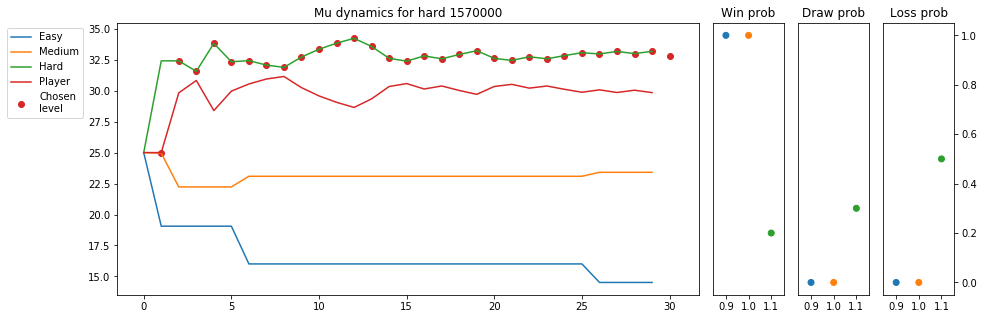 Mu dynamics for hard 1570000
Win prob
Draw prob
Loss prob
Easy
Medium
Hard
Player
Chosen
level
35.0
32.5
30.0
27.5
25.0
22.5
20.0
17.5
15.0
0 5 10 15 20 25 30
0.9 1.0 1.1
0.9 1.0 1.1
0.9 1.0 1.1
1.0
0.8
0.6
0.4
0.2
0.0